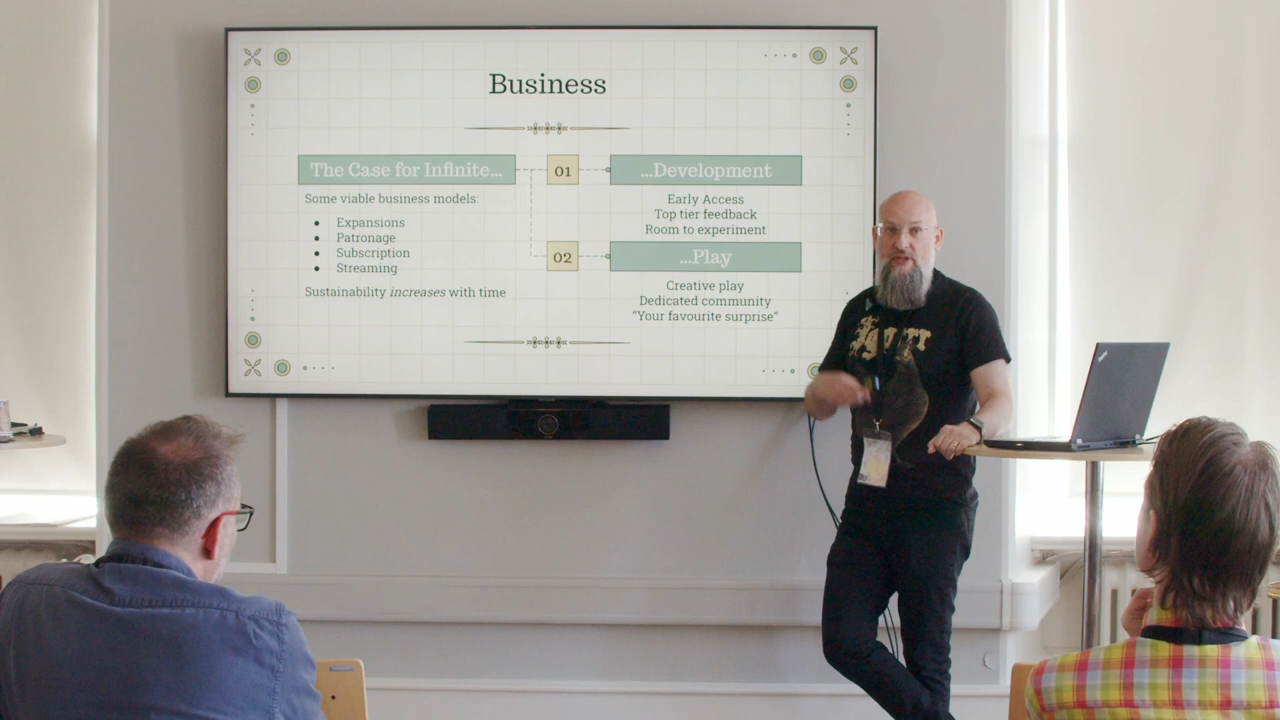 Business
The Case for Infinite...
Some viable business models:
Expansions
Patronage
Subscription
Streaming
Sustainability increases with time
01
...Development
Early Access
Top tier feedback
Room to experiment
02
...Play
Creative play
Dedicated community
"Your favourite surprise"